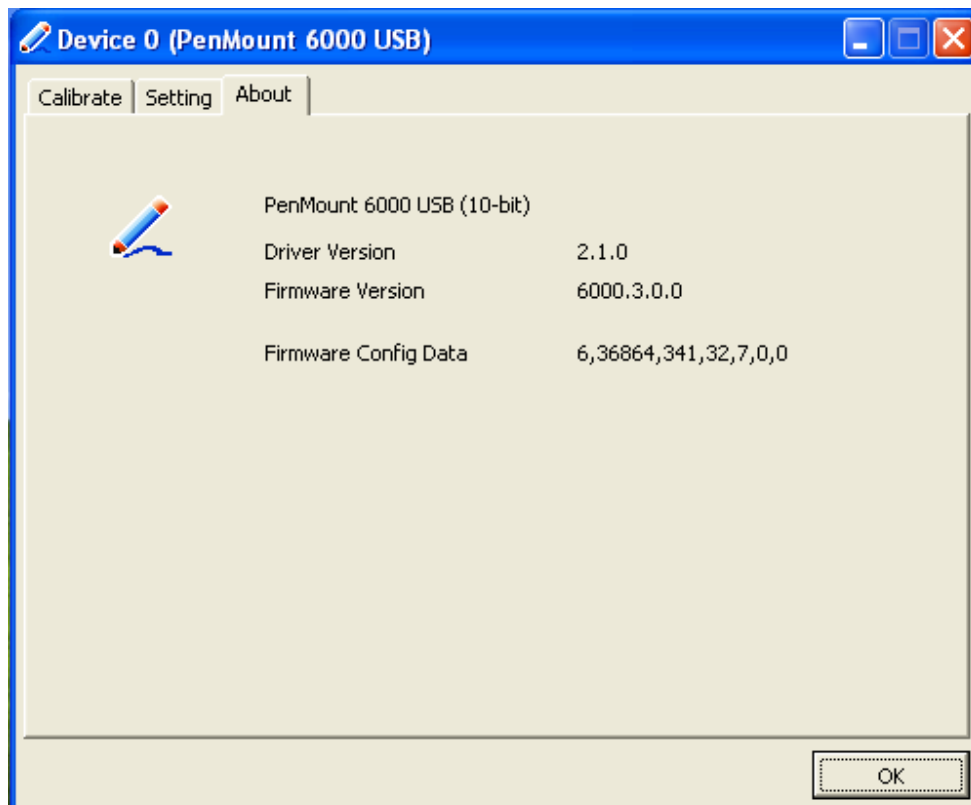 Device 0 (PenMount 6000 USB)
Calibrate Setting About
PenMount 6000 USB (10-bit)
Driver Version 2.1.0
Firmware Version 6000.3.0.0
Firmware Config Data 6,36864,341,32,7,0,0
OK